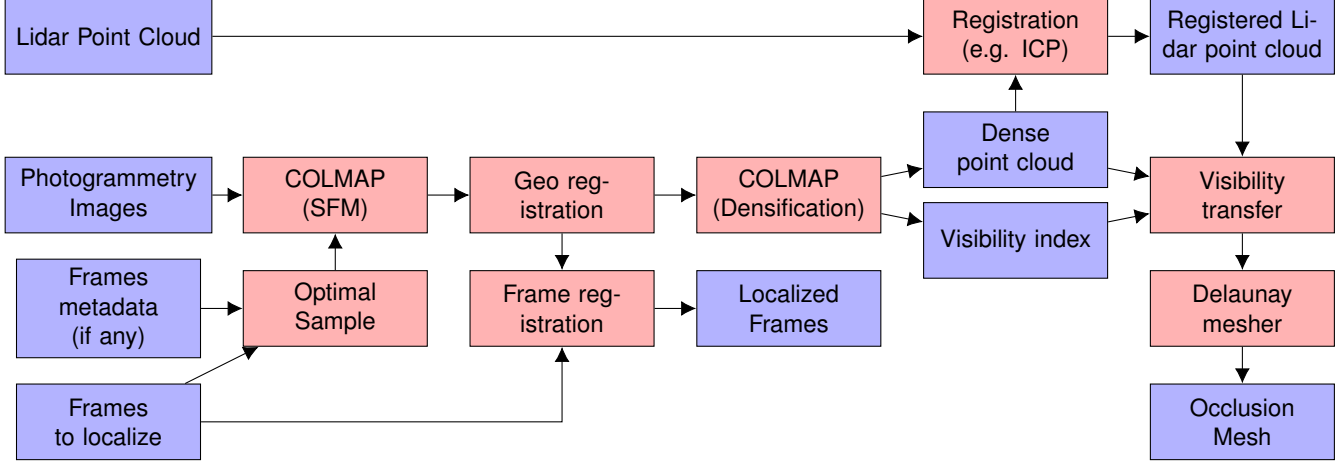 Lidar Point Cloud
Registration
(e.g. ICP)
Registered Li-
dar point cloud
Dense
point cloud
Photogrammetry
Images
COLMAP
(SFM)
Geo reg-
istration
COLMAP
(Densification)
Visibility
transfer
Visibility index
Frames
metadata
(if any)
Optimal
Sample
Frame reg-
istration
Localized
Frames
Delaunay
mesher
Frames
to localize
Occlusion
Mesh